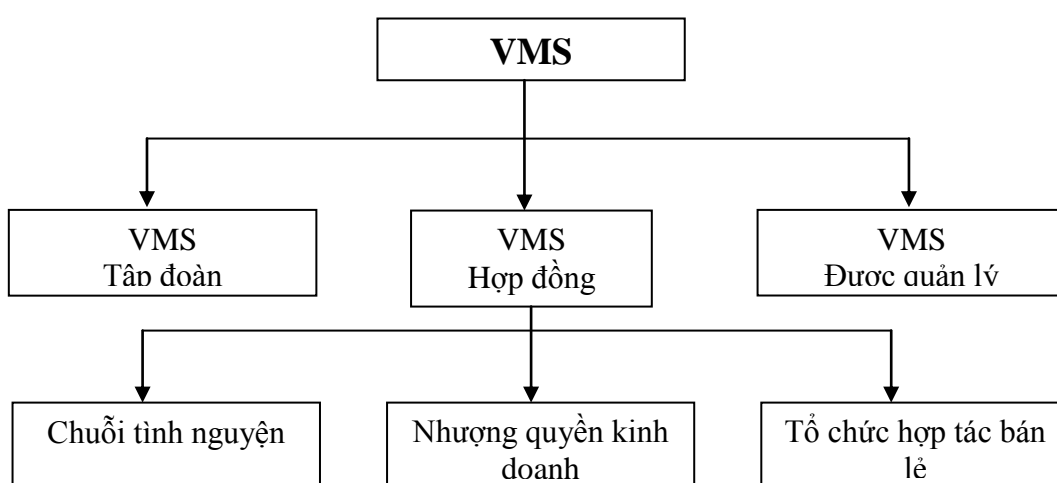 VMS
VMS
Tập đoàn
VMS
Hợp đồng
VMS
Được quản lý
Chuỗi tình nguyện
Nhượng quyền kinh
doanh
Tổ chức hợp tác bán
lẻ